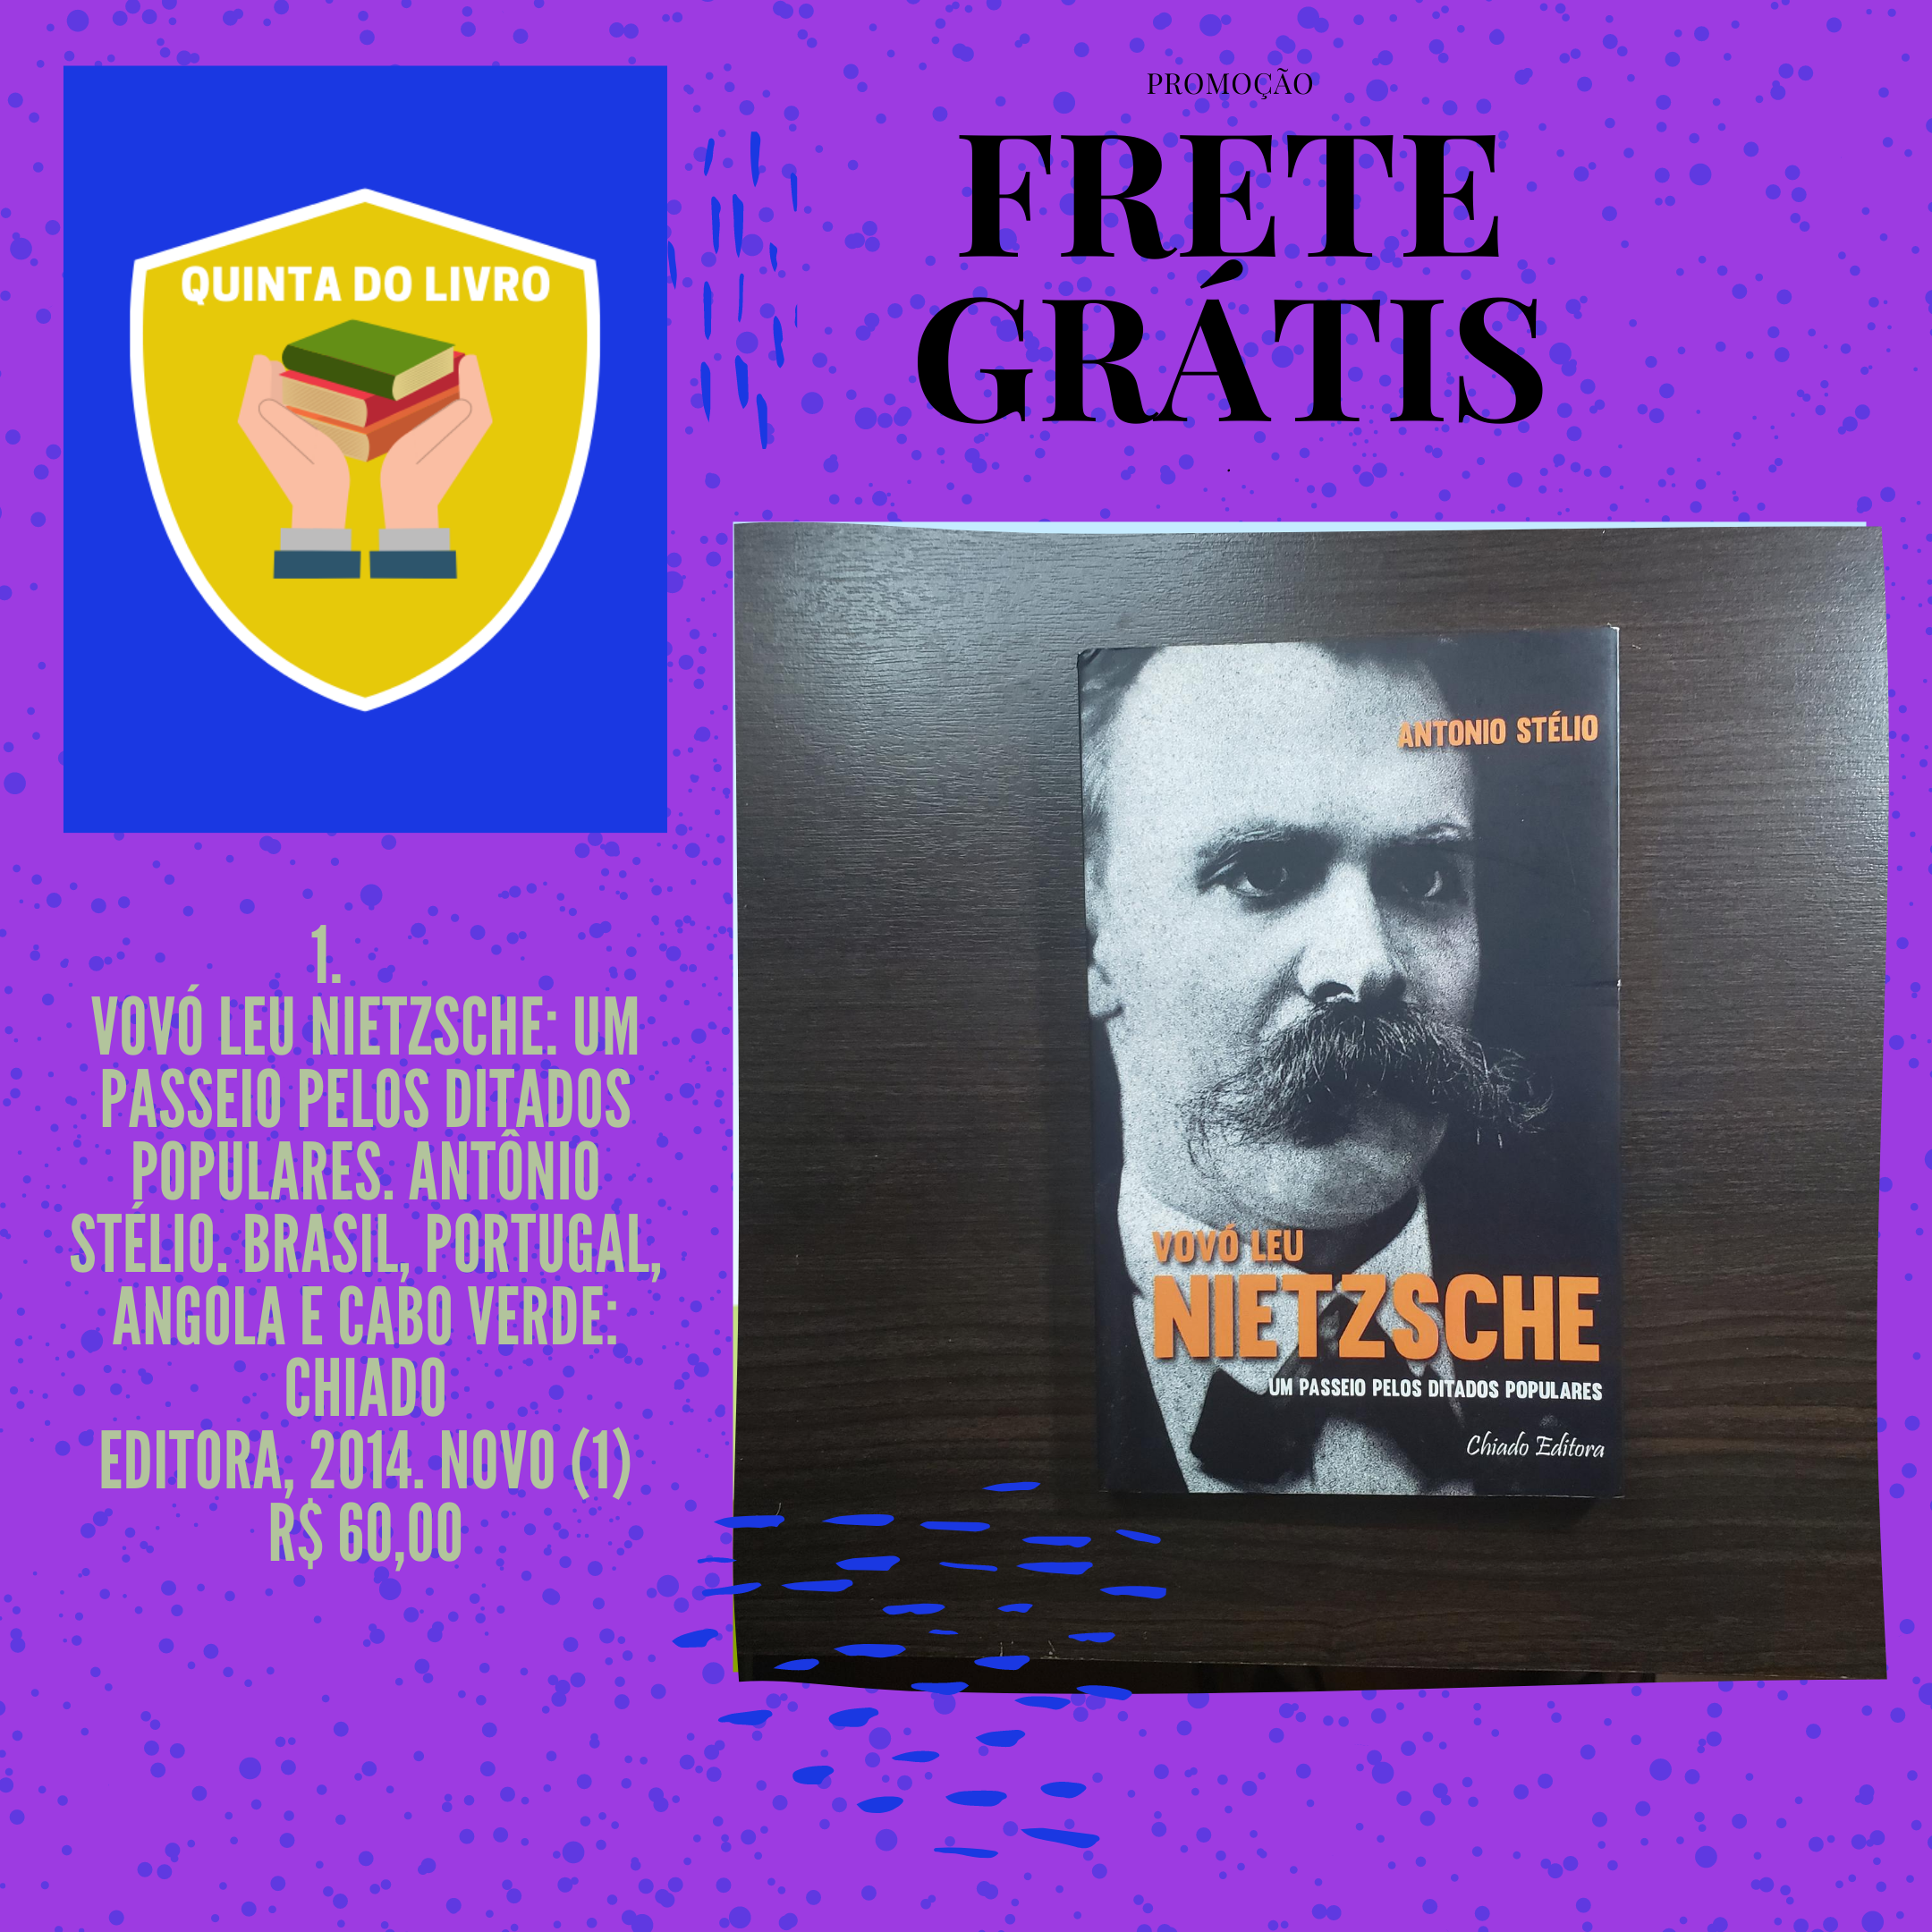 PROMOÇÃO
FRETE
GRÁTIS
.
QUINTA DO LIVRO
1.
VOVÓ LEU NIETZSCHE: UM
PASSEIO PELOS DITADOS
POPULARES. ANTÔNIO
STÉLIO. BRASIL, PORTUGAL,
ANGOLA E CABO VERDE:
CHIADO
EDITORA, 2014. NOVO (1)
R$ 60,00
ANTONIO STÉLIO
VOVÓ LEU
NIETZSCHE
UM PASSEIO PELOS DITADOS POPULARES
Chiado Editora